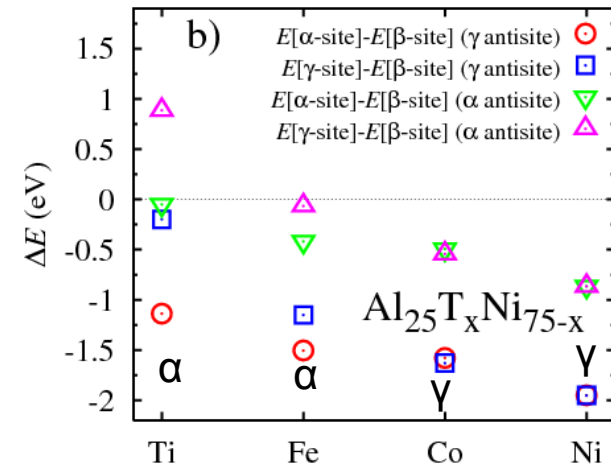 b)
E[α-site]-E[β-site] (γ antisite)
E[γ-site]-E[β-site] (γ antisite)
E[α-site]-E[β-site] (α antisite)
E[γ-site]-E[β-site] (α antisite)
ΔE (eV)
1.5
1
0.5
0
-0.5
-1
-1.5
-2
Al₂₅TₓNi₇₅₋ₓ
α
α
γ
γ
Ti Fe Co Ni